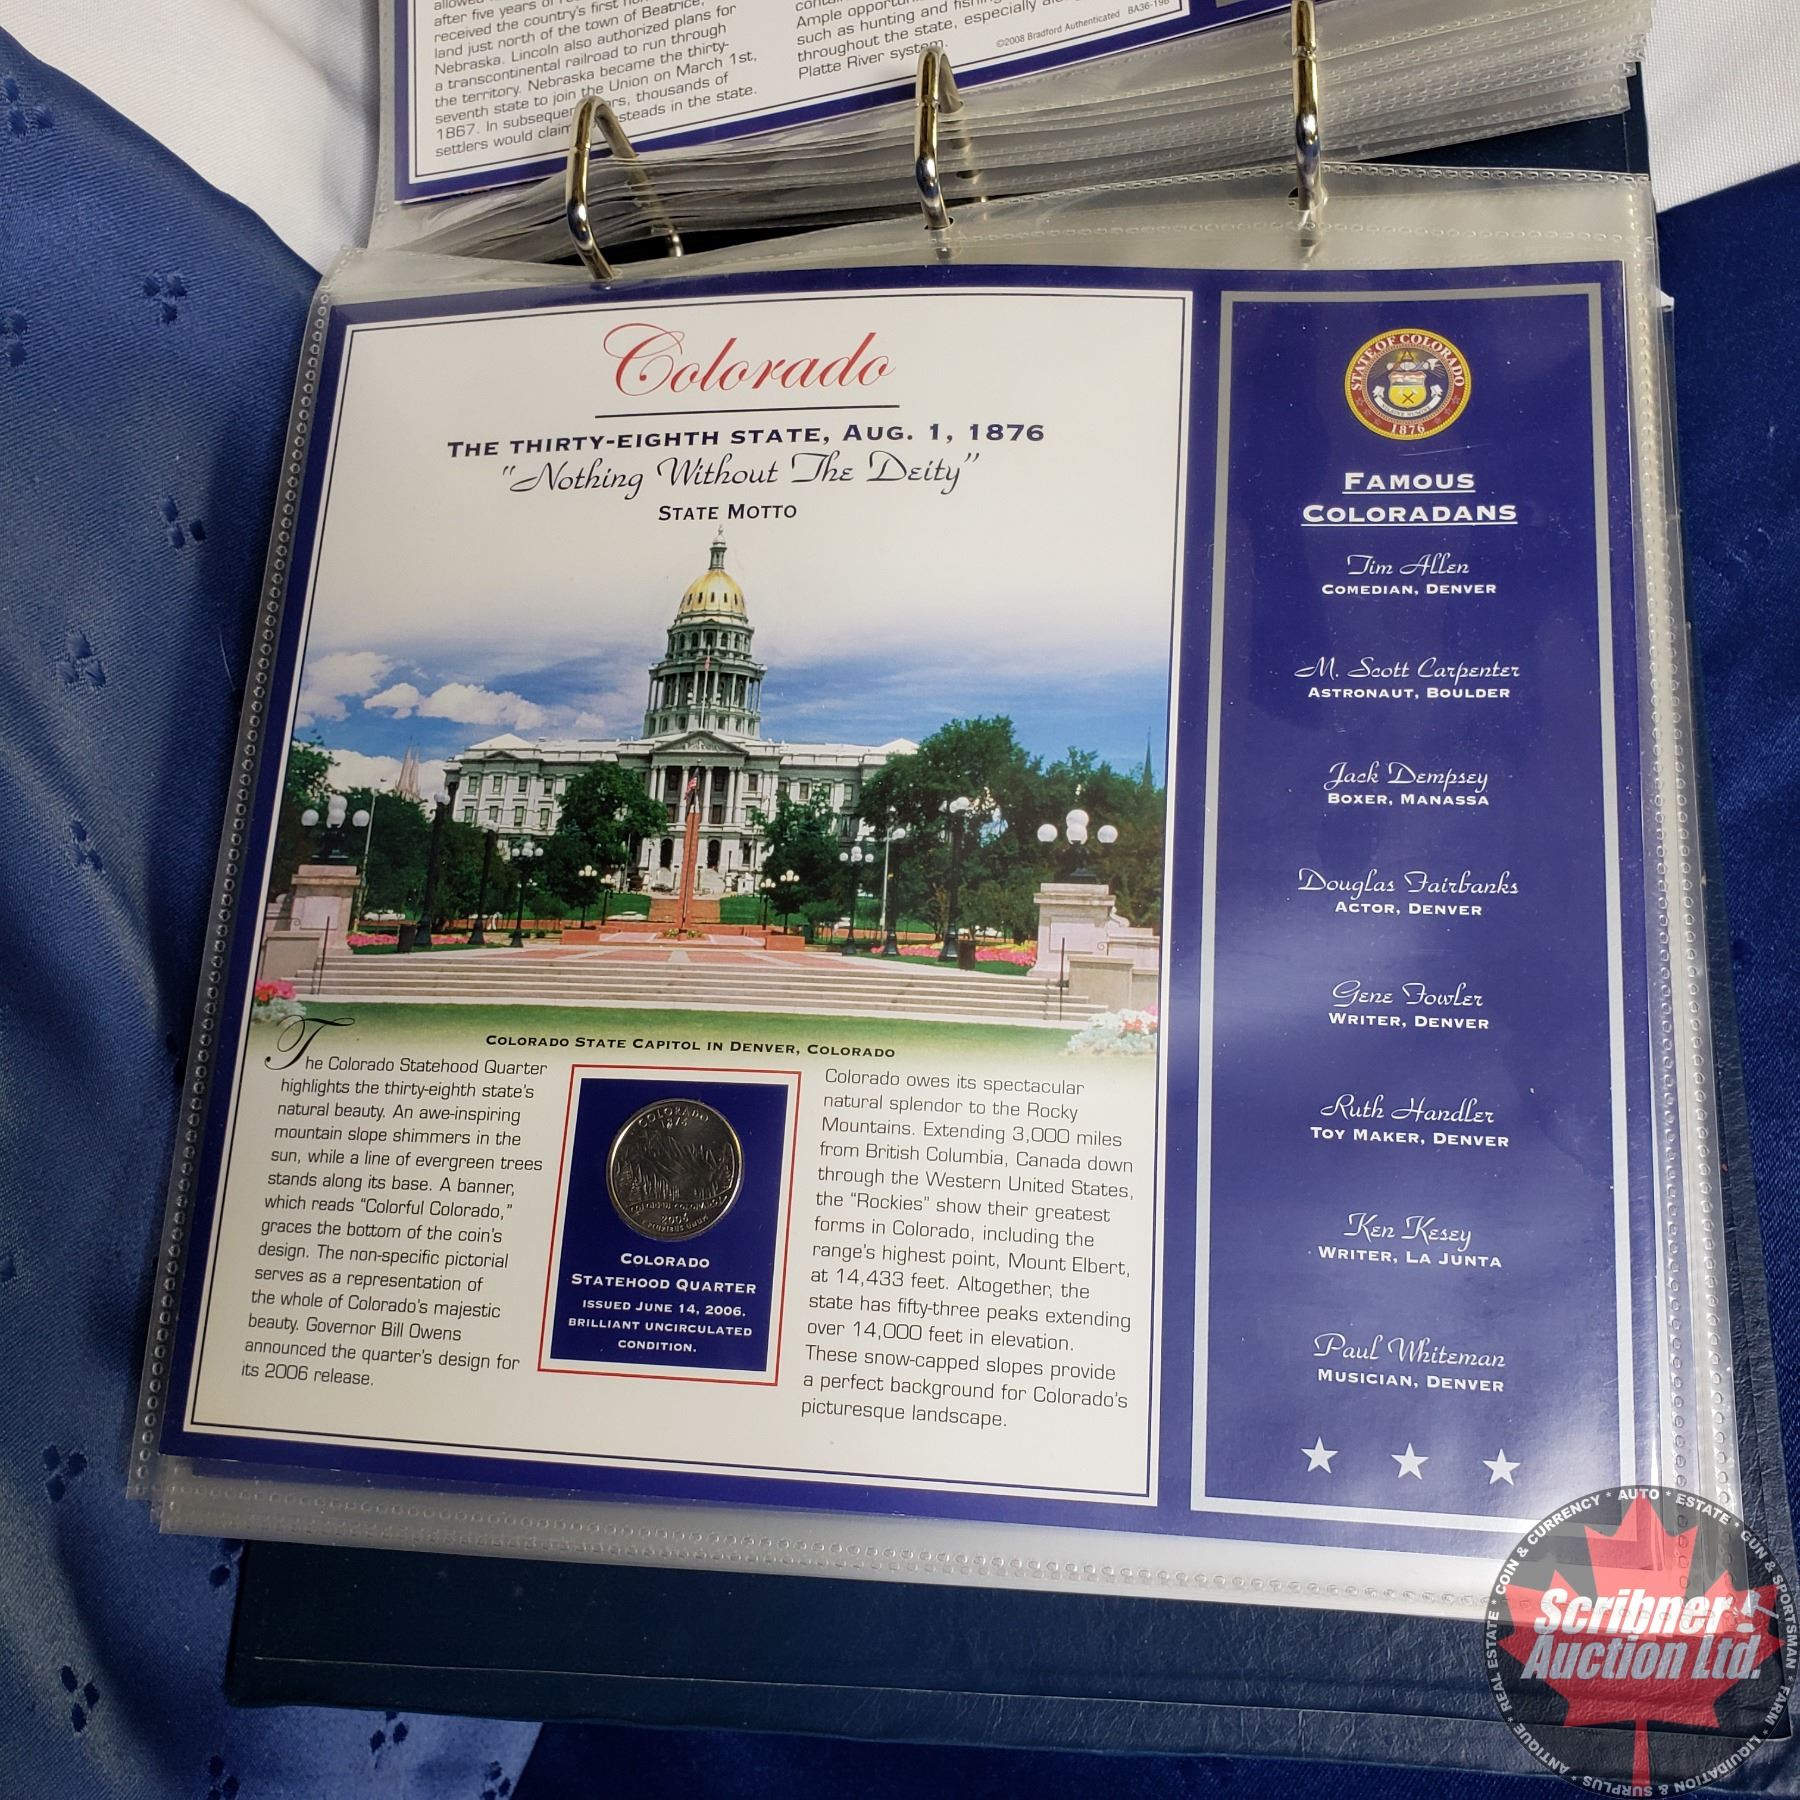 after five years of
received the country's first
land just north of the town of Beatrice,
Nebraska. Lincoln also authorized plans for
a transcontinental railroad to run through
the territory. Nebraska became the thirty-
seventh state to join the Union on March 1st,
1867. In subsequent years, thousands of
settlers would claim homesteads in the state.
Ample
such as hunting and fishing
throughout the state, especially
Platte River system.
©2008 Bradford Authenticated BA36-19B
Colorado
THE THIRTY-EIGHTH STATE, AUG. 1, 1876
"Nothing Without The Deity"
STATE MOTTO
COLORADO STATE CAPITOL IN DENVER, COLORADO
The Colorado Statehood Quarter
highlights the thirty-eighth state's
natural beauty. An awe-inspiring
mountain slope shimmers in the
sun, while a line of evergreen trees
stands along its base. A banner,
which reads "Colorful Colorado,"
graces the bottom of the coin's
design. The non-specific pictorial
serves as a representation of
the whole of Colorado's majestic
beauty. Governor Bill Owens
announced the quarter's design for
its 2006 release.
COLORADO
1876
COLORFUL COLORADO
2006
E PLURIBUS UNUM
COLORADO
STATEHOOD QUARTER
ISSUED JUNE 14, 2006.
BRILLIANT UNCIRCULATED
CONDITION.
Colorado owes its spectacular
natural splendor to the Rocky
Mountains. Extending 3,000 miles
from British Columbia, Canada down
through the Western United States,
the "Rockies" show their greatest
forms in Colorado, including the
range's highest point, Mount Elbert,
at 14,433 feet. Altogether, the
state has fifty-three peaks extending
over 14,000 feet in elevation.
These snow-capped slopes provide
a perfect background for Colorado's
picturesque landscape.
STATE OF COLORADO
1876
FAMOUS
COLORADANS
Tim Allen
COMEDIAN, DENVER
M. Scott Carpenter
ASTRONAUT, BOULDER
Jack Dempsey
BOXER, MANASSA
Douglas Fairbanks
ACTOR, DENVER
Gene Fowler
WRITER, DENVER
Ruth Handler
TOY MAKER, DENVER
Ken Kesey
WRITER, LA JUNTA
Paul Whiteman
MUSICIAN, DENVER
Scribner
Auction Ltd.
COIN & CURRENCY * AUTO * ESTATE * GUN & SPORTSMAN * FARM * LIQUIDATION & SURPLUS * ANTIQUE * REAL ESTATE *